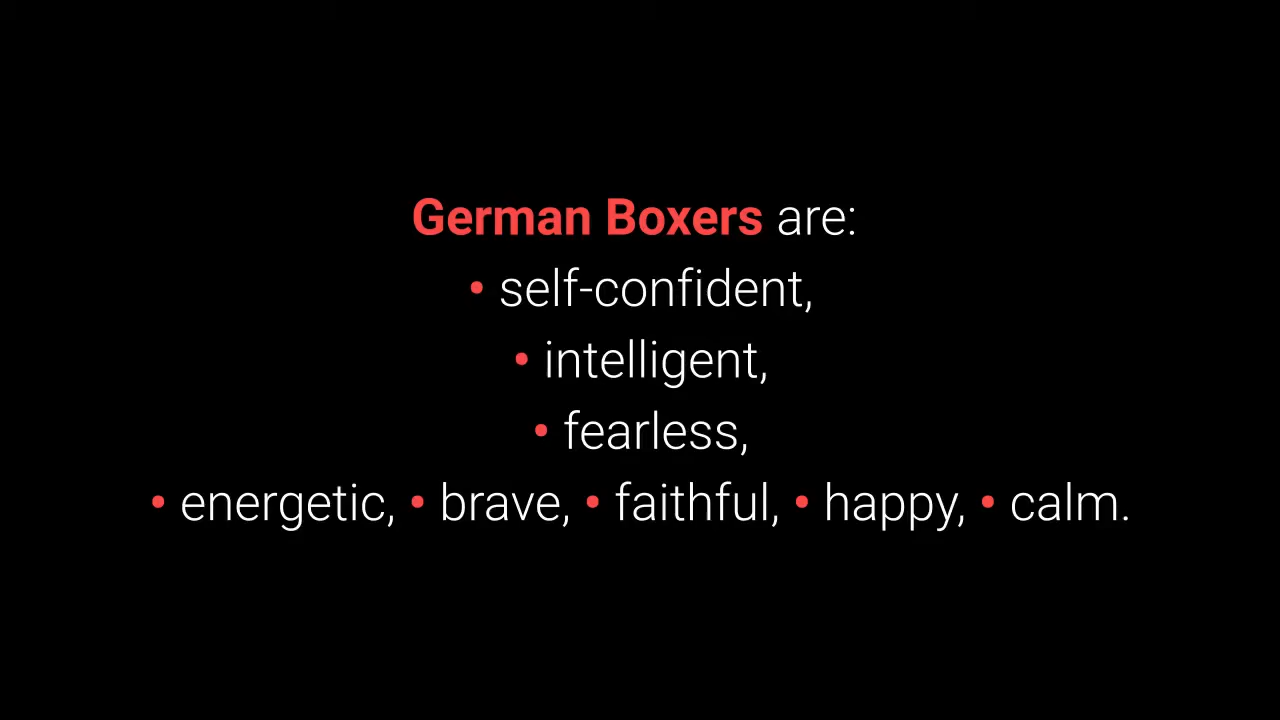 German Boxers are:
• self-confident,
• intelligent,
• fearless,
• energetic, • brave, • faithful, • happy, • calm.